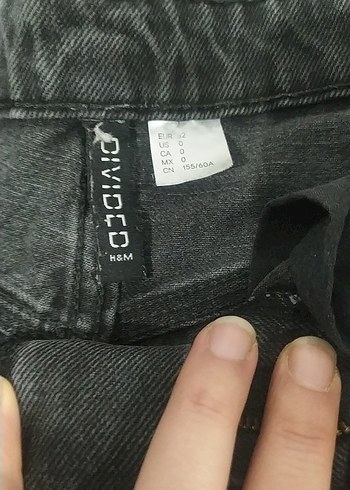 DIVIDED
H&M
EUR 32
US 0
CA 0
MX 0
CN 155/60A